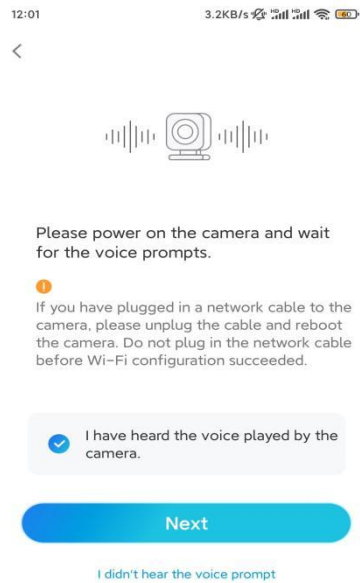 12:01
3.2KB/s
HD
HD
60
Please power on the camera and wait
for the voice prompts.
If you have plugged in a network cable to the
camera, please unplug the cable and reboot
the camera. Do not plug in the network cable
before Wi-Fi configuration succeeded.
I have heard the voice played by the
camera.
Next
I didn't hear the voice prompt